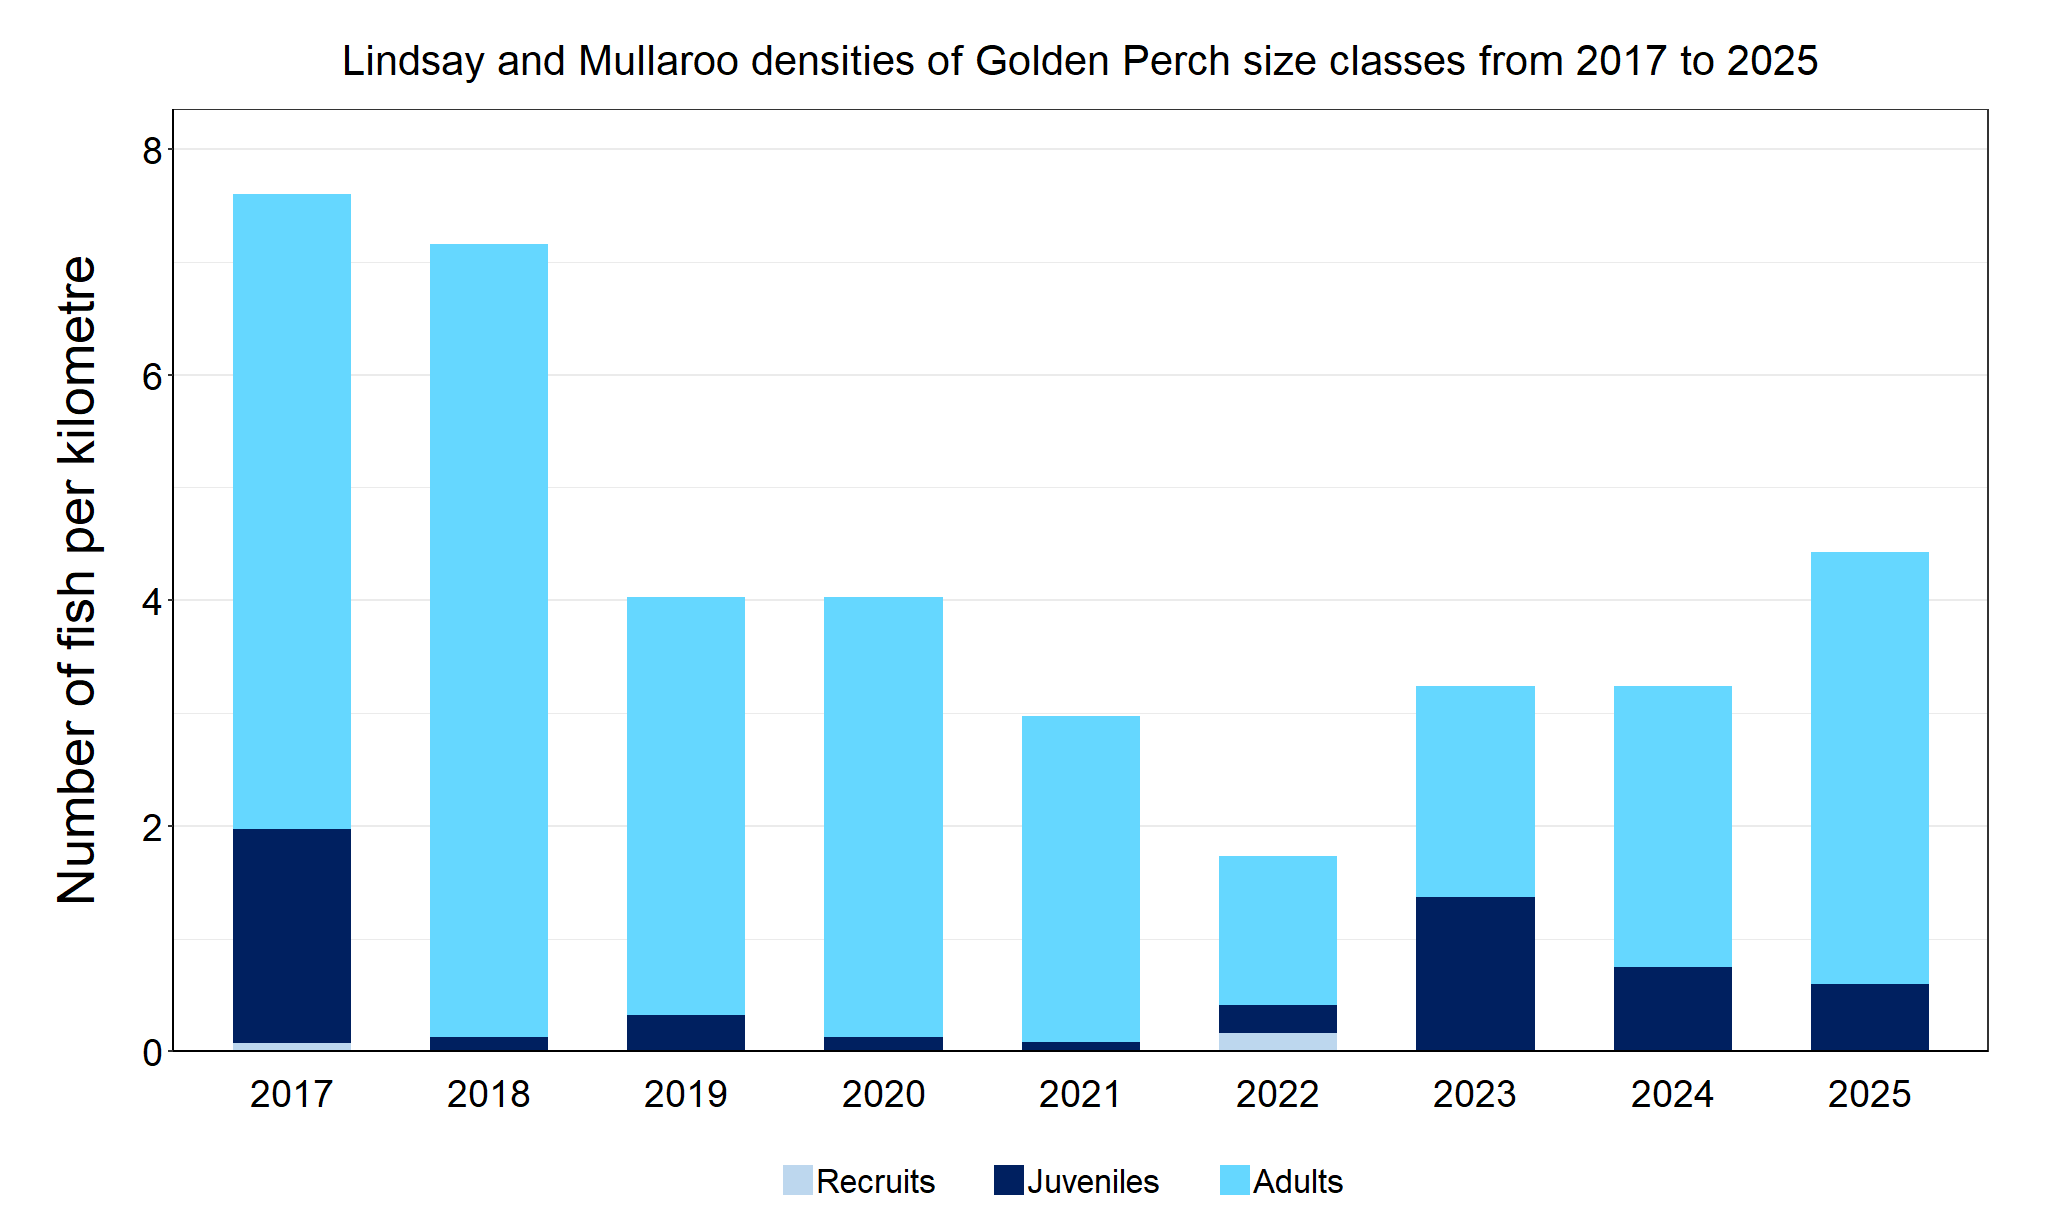 Lindsay and Mullaroo densities of Golden Perch size classes from 2017 to 2025
Number of fish per kilometre
8
6
4
2
0
2017 2018 2019 2020 2021 2022 2023 2024 2025
Recruits Juveniles Adults